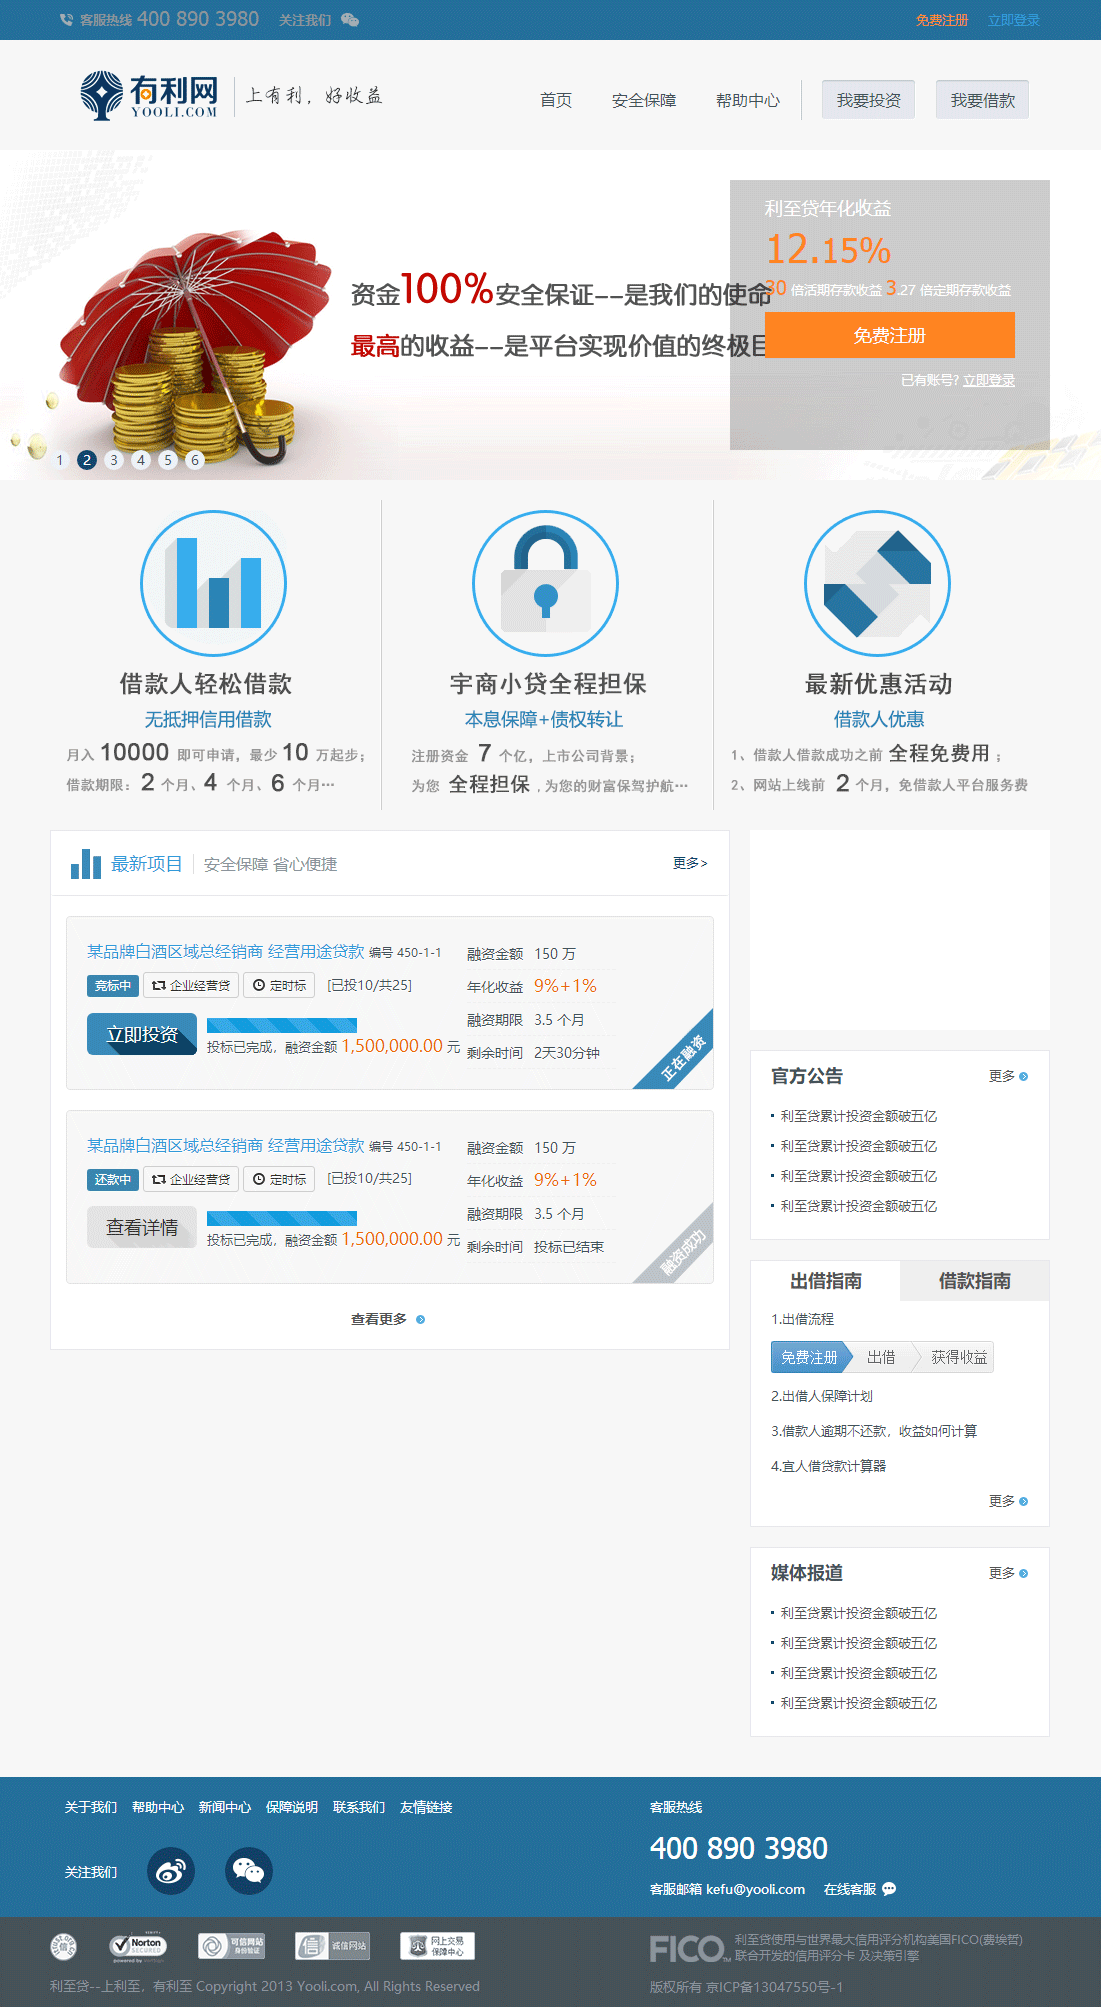 客服热线 400 890 3980 关注我们
免费注册 立即登录
有利网 YOOLI.COM 上有利，好收益
首页 安全保障 帮助中心 我要投资 我要借款
利至贷年化收益
12.15%
30 倍活期存款收益 3.27 倍定期存款收益
免费注册
已有账号? 立即登录
资金100%安全保证--是我们的使命
最高的收益--是平台实现价值的终极目
1 2 3 4 5 6
借款人轻松借款
无抵押信用借款
月入 10000 即可申请，最少 10 万起步；
借款期限：2 个月、4 个月、6 个月…
宇商小贷全程担保
本息保障+债权转让
注册资金 7 个亿，上市公司背景；
为您 全程担保，为您的财富保驾护航…
最新优惠活动
借款人优惠
1、借款人借款成功之前 全程免费用；
2、网站上线前 2 个月，免借款人平台服务费
最新项目 安全保障 省心便捷 更多>
某品牌白酒区域总经销商 经营用途贷款 编号 450-1-1
竞标中 企业经营贷 定时标 [已投10/共25]
立即投资
投标已完成，融资金额 1,500,000.00 元
融资金额 150 万
年化收益 9%+1%
融资期限 3.5 个月
剩余时间 2天30分钟
正在融资
某品牌白酒区域总经销商 经营用途贷款 编号 450-1-1
还款中 企业经营贷 定时标 [已投10/共25]
查看详情
投标已完成，融资金额 1,500,000.00 元
融资金额 150 万
年化收益 9%+1%
融资期限 3.5 个月
剩余时间 投标已结束
融资成功
查看更多
官方公告 更多
利至贷累计投资金额破五亿
利至贷累计投资金额破五亿
利至贷累计投资金额破五亿
利至贷累计投资金额破五亿
出借指南 借款指南
1.出借流程
免费注册 出借 获得收益
2.出借人保障计划
3.借款人逾期不还款，收益如何计算
4.宜人借贷款计算器
更多
媒体报道 更多
利至贷累计投资金额破五亿
利至贷累计投资金额破五亿
利至贷累计投资金额破五亿
利至贷累计投资金额破五亿
关于我们 帮助中心 新闻中心 保障说明 联系我们 友情链接
关注我们
客服热线
400 890 3980
客服邮箱 kefu@yooli.com 在线客服
Norton SECURED
可信网站 身份验证
诚信网站
网上交易 保障中心
FICO 利至贷使用与世界最大信用评分机构美国FICO(费埃哲)
联合开发的信用评分卡 及决策引擎
利至贷--上利至，有利至 Copyright 2013 Yooli.com, All Rights Reserved
版权所有 京ICP备13047550号-1